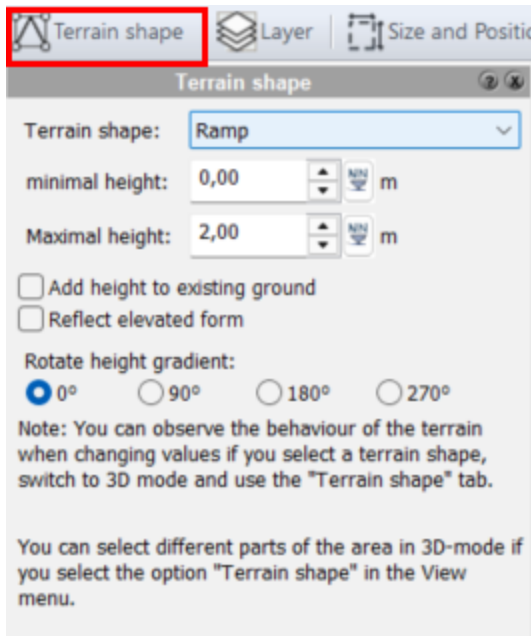 Terrain shape Layer Size and Positio
Terrain shape
Terrain shape: Ramp
minimal height: 0,00 NN m
Maximal height: 2,00 NN m
Add height to existing ground
Reflect elevated form
Rotate height gradient:
0° 90° 180° 270°
Note: You can observe the behaviour of the terrain
when changing values if you select a terrain shape,
switch to 3D mode and use the "Terrain shape" tab.
You can select different parts of the area in 3D-mode if
you select the option "Terrain shape" in the View
menu.